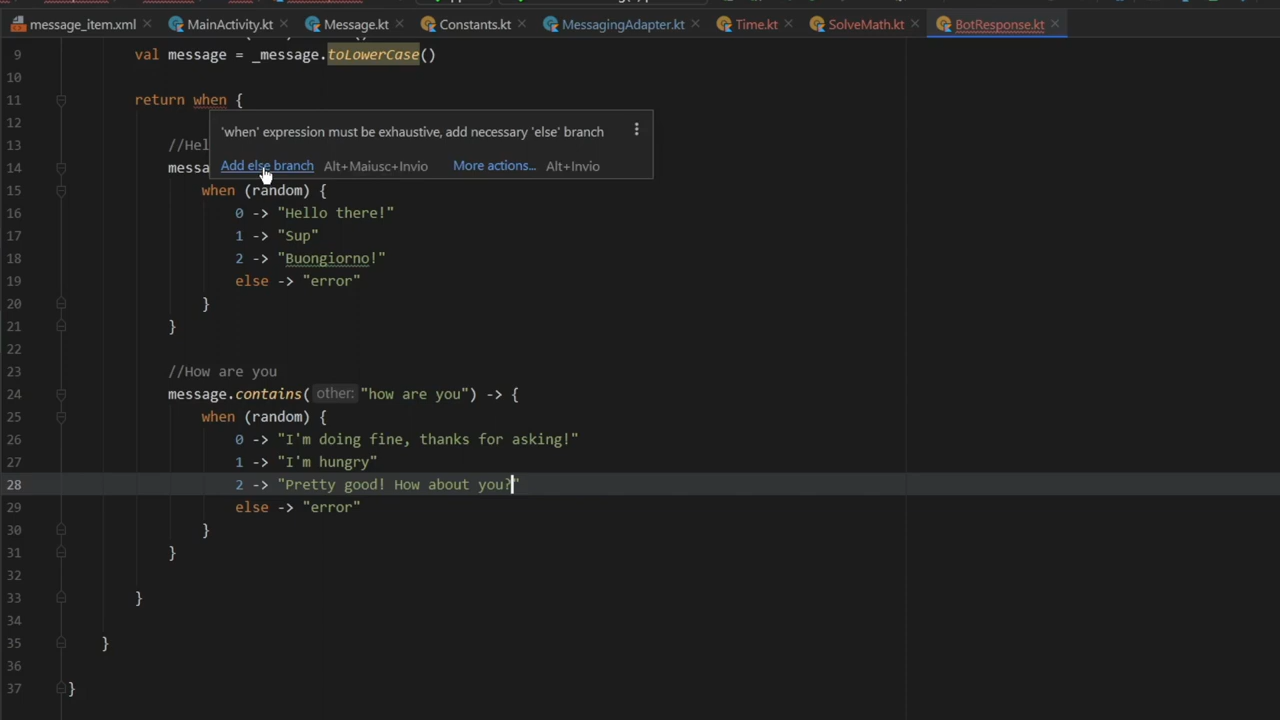 message_item.xml MainActivity.kt Message.kt Constants.kt MessagingAdapter.kt Time.kt SolveMath.kt BotResponse.kt
9 val message = _message.toLowerCase()
10
11 return when {
'when' expression must be exhaustive, add necessary 'else' branch
12
13 //Hel
Add else branch Alt+Maiusc+Invio More actions... Alt+Invio
14 messa
15 when (random) {
16 0 -> "Hello there!"
17 1 -> "Sup"
18 2 -> "Buongiorno!"
19 else -> "error"
20 }
21 }
22
23 //How are you
24 message.contains( other: "how are you") -> {
25 when (random) {
26 0 -> "I'm doing fine, thanks for asking!"
27 1 -> "I'm hungry"
28 2 -> "Pretty good! How about you?"
29 else -> "error"
30 }
31 }
32
33 }
34
35 }
36
37 }